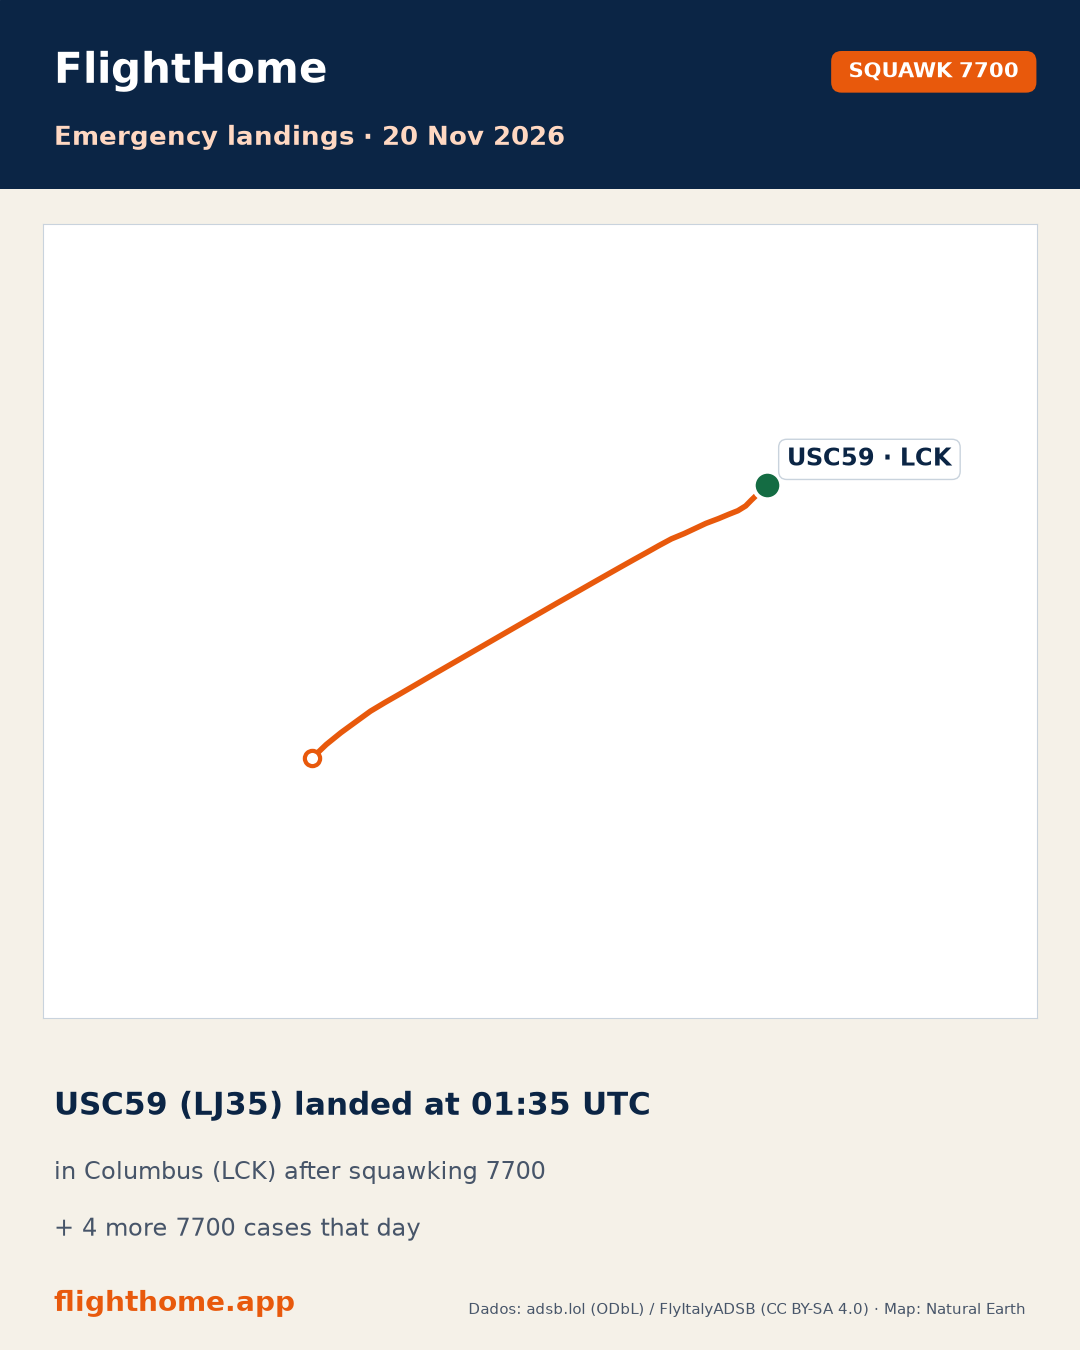 FlightHome
SQUAWK 7700
Emergency landings · 20 Nov 2026
USC59 · LCK
USC59 (LJ35) landed at 01:35 UTC
in Columbus (LCK) after squawking 7700
+ 4 more 7700 cases that day
flighthome.app
Dados: adsb.lol (ODbL) / FlyItalyADSB (CC BY-SA 4.0) · Map: Natural Earth